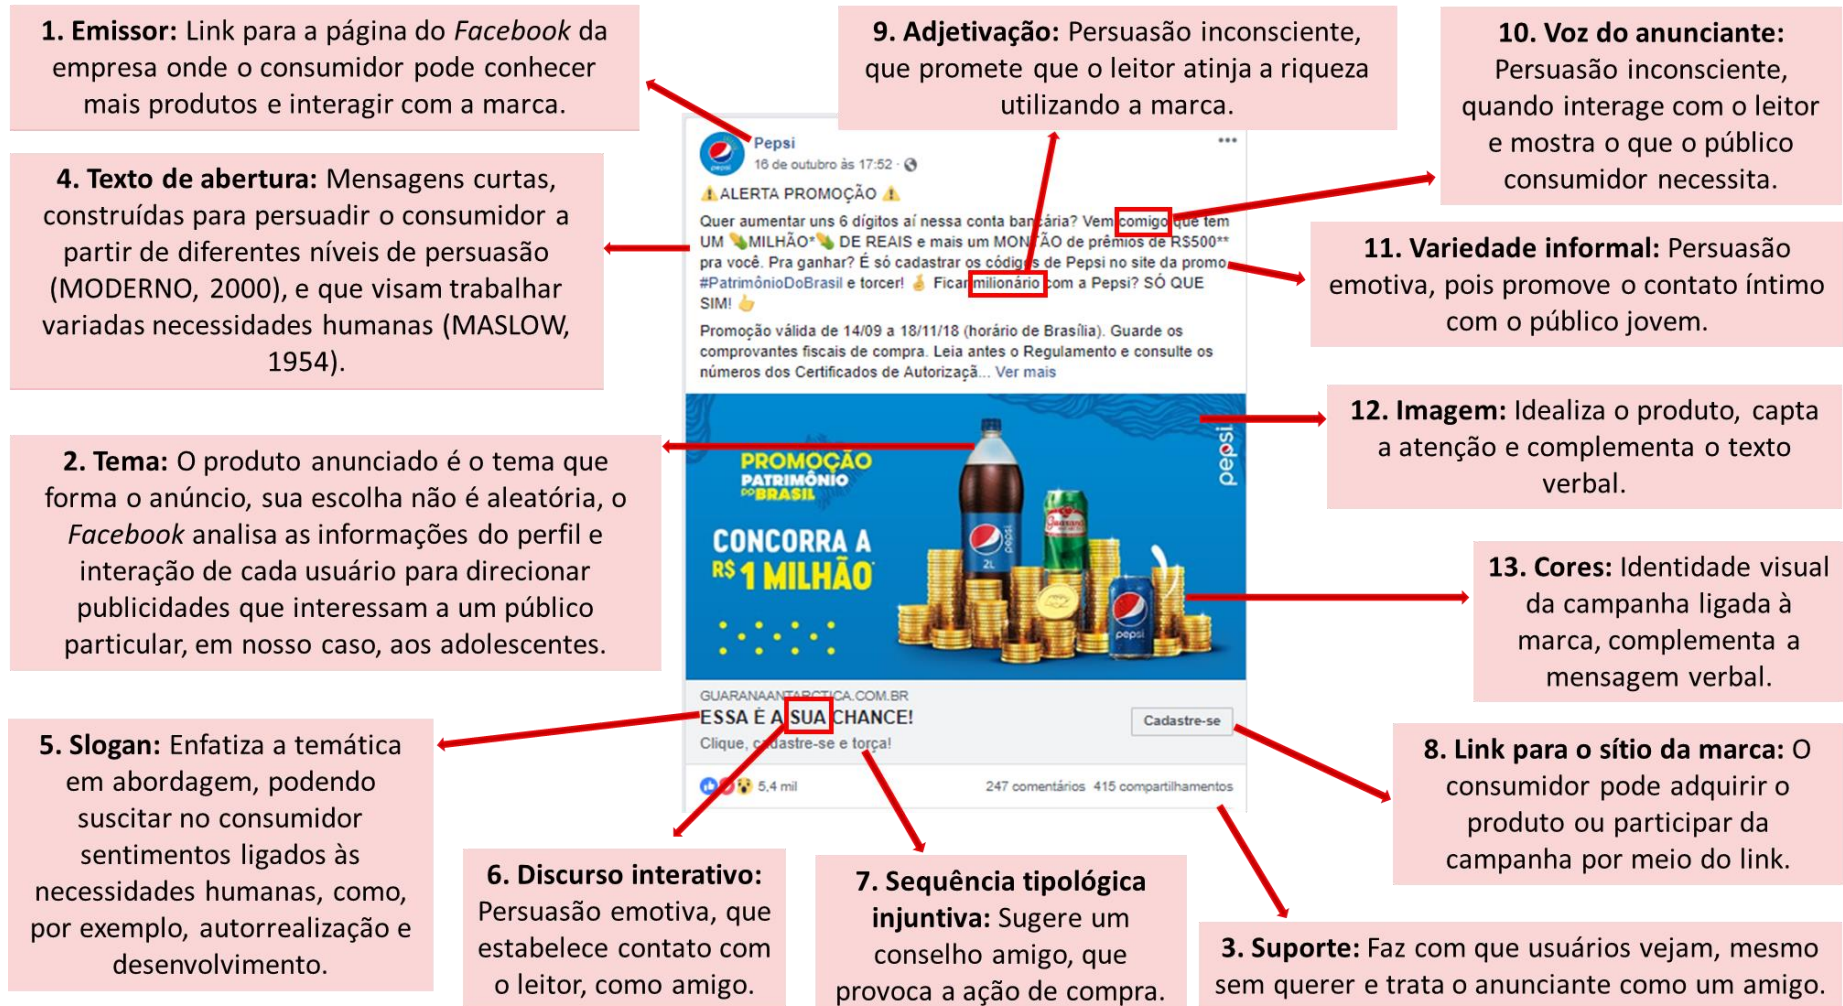 1. Emissor: Link para a página do Facebook da
empresa onde o consumidor pode conhecer
mais produtos e interagir com a marca.
9. Adjetivação: Persuasão inconsciente,
que promete que o leitor atinja a riqueza
utilizando a marca.
10. Voz do anunciante:
Persuasão inconsciente,
quando interage com o leitor
e mostra o que o público
consumidor necessita.
4. Texto de abertura: Mensagens curtas,
construídas para persuadir o consumidor a
partir de diferentes níveis de persuasão
(MODERNO, 2000), e que visam trabalhar
variadas necessidades humanas (MASLOW,
1954).
Pepsi
16 de outubro às 17:52 ·
⚠ALERTA PROMOÇÃO ⚠
Quer aumentar uns 6 dígitos aí nessa conta bancária? Vem comigo que tem
UM 🌽MILHÃO*🌽 DE REAIS e mais um MONTÃO de prêmios de R$500**
pra você. Pra ganhar? É só cadastrar os códigos de Pepsi no site da promo
#PatrimônioDoBrasil e torcer! 🤞 Ficar milionário com a Pepsi? SÓ QUE
SIM! 👍
Promoção válida de 14/09 a 18/11/18 (horário de Brasília). Guarde os
comprovantes fiscais de compra. Leia antes o Regulamento e consulte os
números dos Certificados de Autorizaçã... Ver mais
11. Variedade informal: Persuasão
emotiva, pois promove o contato íntimo
com o público jovem.
2. Tema: O produto anunciado é o tema que
forma o anúncio, sua escolha não é aleatória, o
Facebook analisa as informações do perfil e
interação de cada usuário para direcionar
publicidades que interessam a um público
particular, em nosso caso, aos adolescentes.
PROMOÇÃO
PATRIMÔNIO
DO BRASIL
CONCORRA A
R$ 1 MILHÃO*
pepsi
pepsi
2L
Guaraná
pepsi
12. Imagem: Idealiza o produto, capta
a atenção e complementa o texto
verbal.
13. Cores: Identidade visual
da campanha ligada à
marca, complementa a
mensagem verbal.
GUARANAANTARCTICA.COM.BR
ESSA É A SUA CHANCE!
Clique, cadastre-se e torça!
Cadastre-se
5,4 mil
247 comentários 415 compartilhamentos
5. Slogan: Enfatiza a temática
em abordagem, podendo
suscitar no consumidor
sentimentos ligados às
necessidades humanas, como,
por exemplo, autorrealização e
desenvolvimento.
6. Discurso interativo:
Persuasão emotiva, que
estabelece contato com
o leitor, como amigo.
7. Sequência tipológica
injuntiva: Sugere um
conselho amigo, que
provoca a ação de compra.
8. Link para o sítio da marca: O
consumidor pode adquirir o
produto ou participar da
campanha por meio do link.
3. Suporte: Faz com que usuários vejam, mesmo
sem querer e trata o anunciante como um amigo.